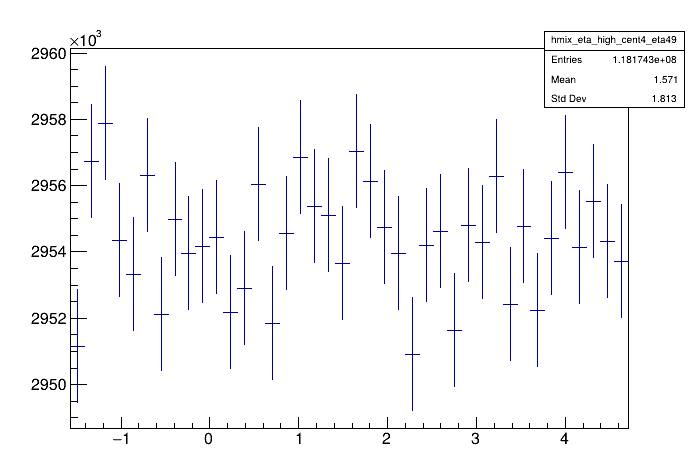 ×10³
hmix_eta_high_cent4_eta49
Entries 1.181743e+08
Mean 1.571
Std Dev 1.813
2960
2958
2956
2954
2952
2950
−1 0 1 2 3 4